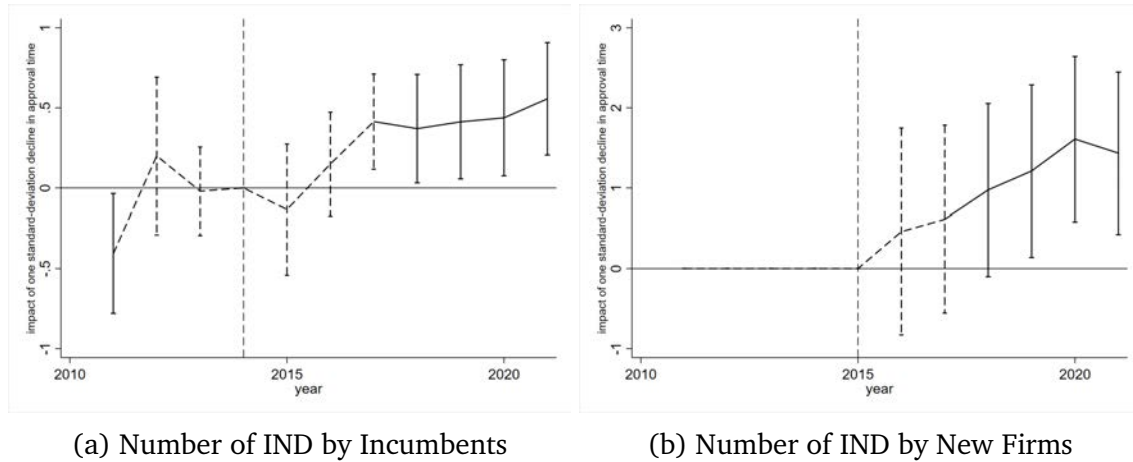 impact of one standard-deviation decline in approval time
1
.5
0
-.5
-1
2010
2015
2020
year
(a) Number of IND by Incumbents
impact of one standard-deviation decline in approval time
3
2
1
0
-1
2010
2015
2020
year
(b) Number of IND by New Firms